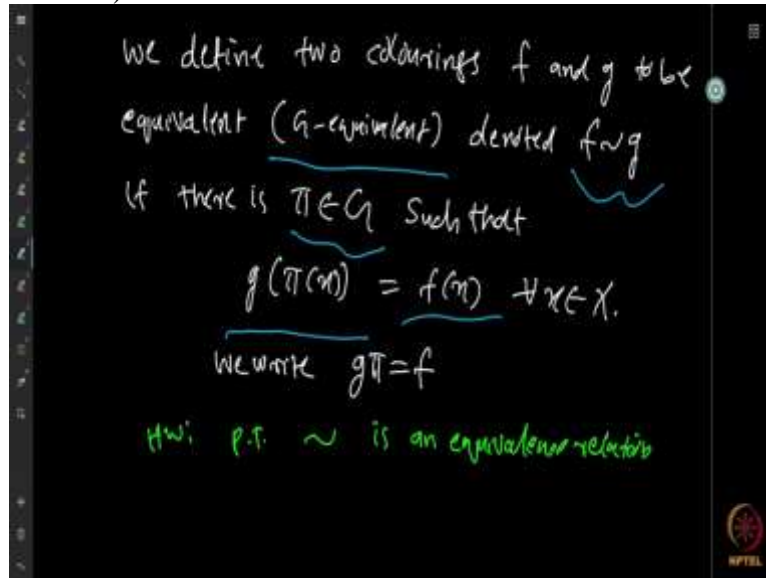 We define two colourings f and g to be
equivalent (G-equivalent) denoted f~g
if there is π∈G such that
g(π(x)) = f(x) ∀x∈X.
We write gπ=f
HW: P.T. ~ is an equivalence relation
NPTEL